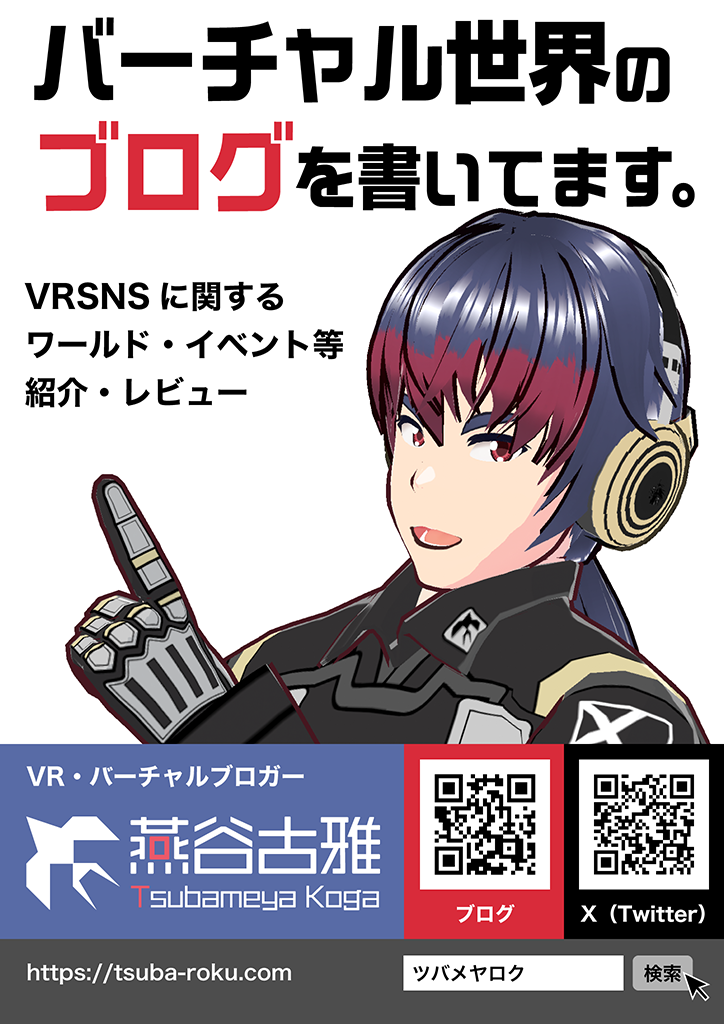 バーチャル世界の
ブログを書いてます。
VRSNSに関する
ワールド・イベント等
紹介・レビュー
VR・バーチャルブロガー
燕谷古雅
Tsubameya Koga
ブログ
X（Twitter）
https://tsuba-roku.com
ツバメヤロク
検索